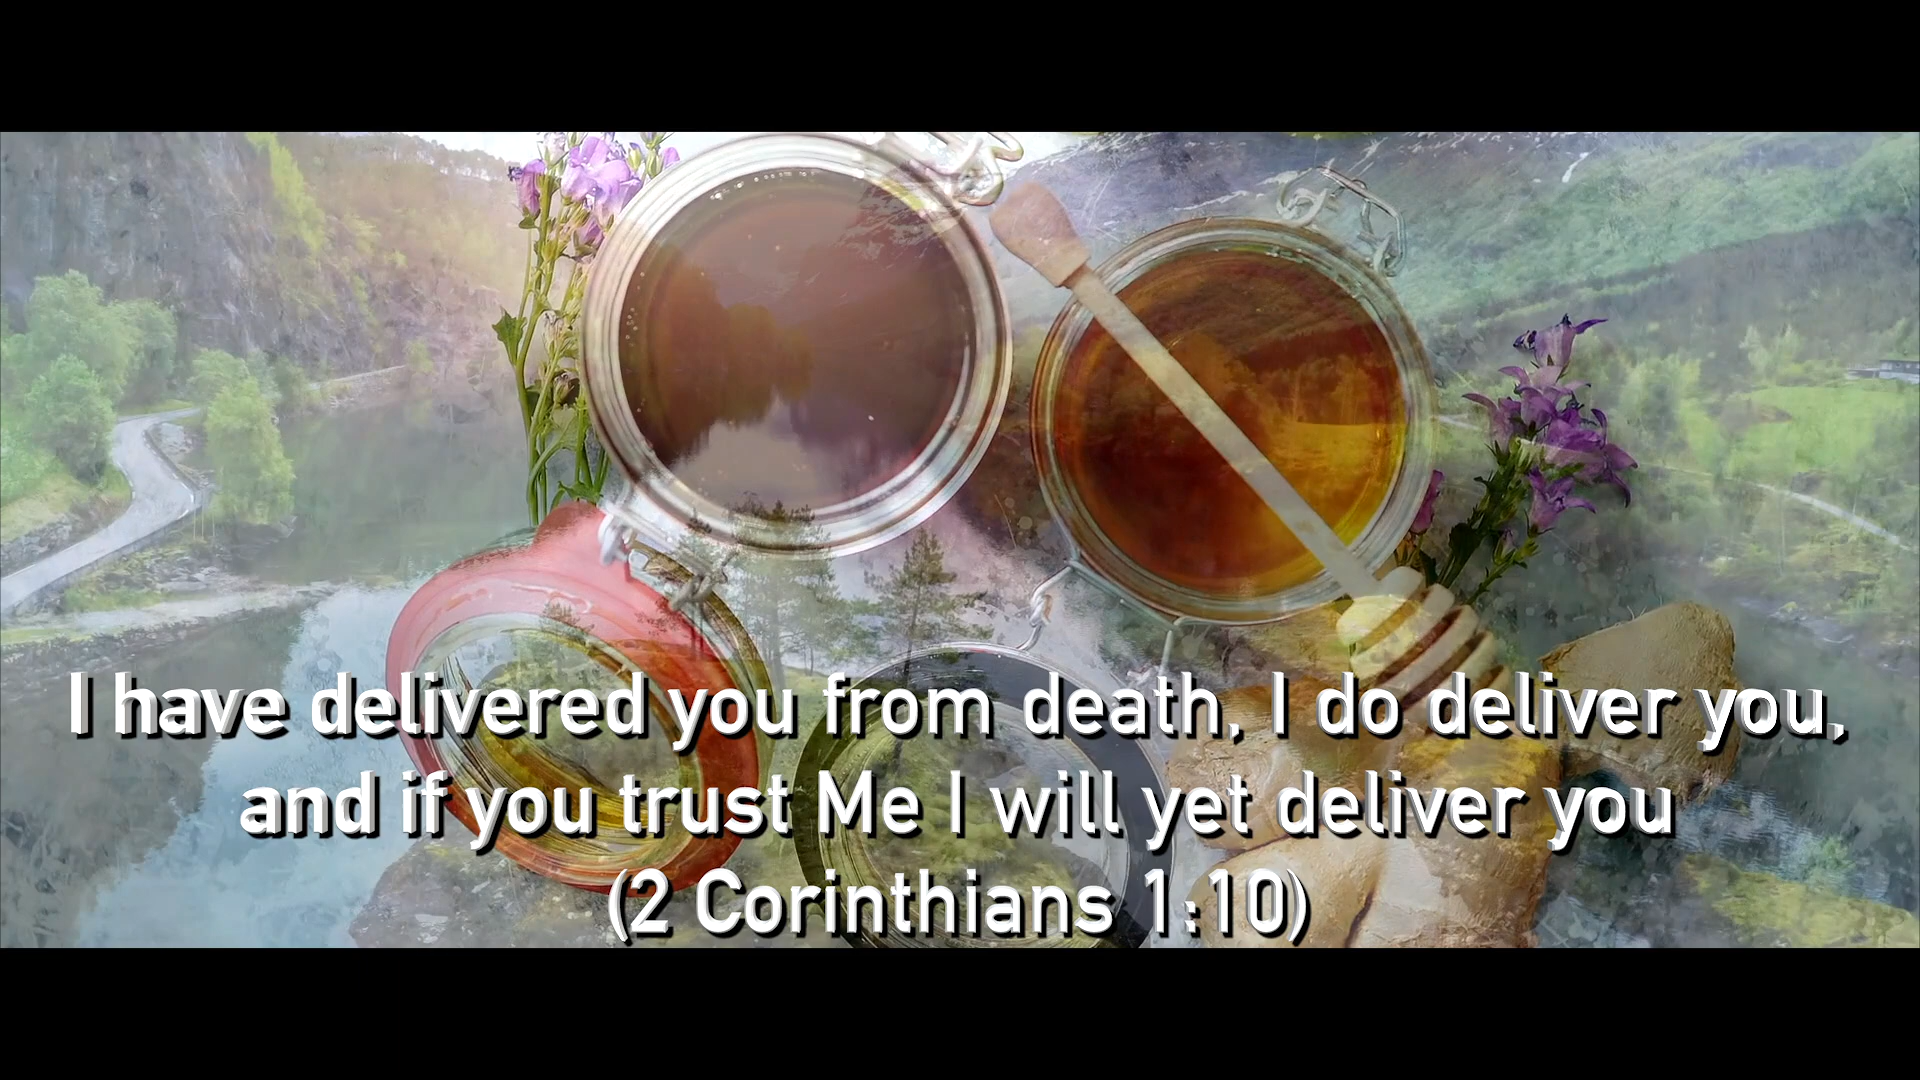 I have delivered you from death, I do deliver you,
and if you trust Me I will yet deliver you
(2 Corinthians 1:10)